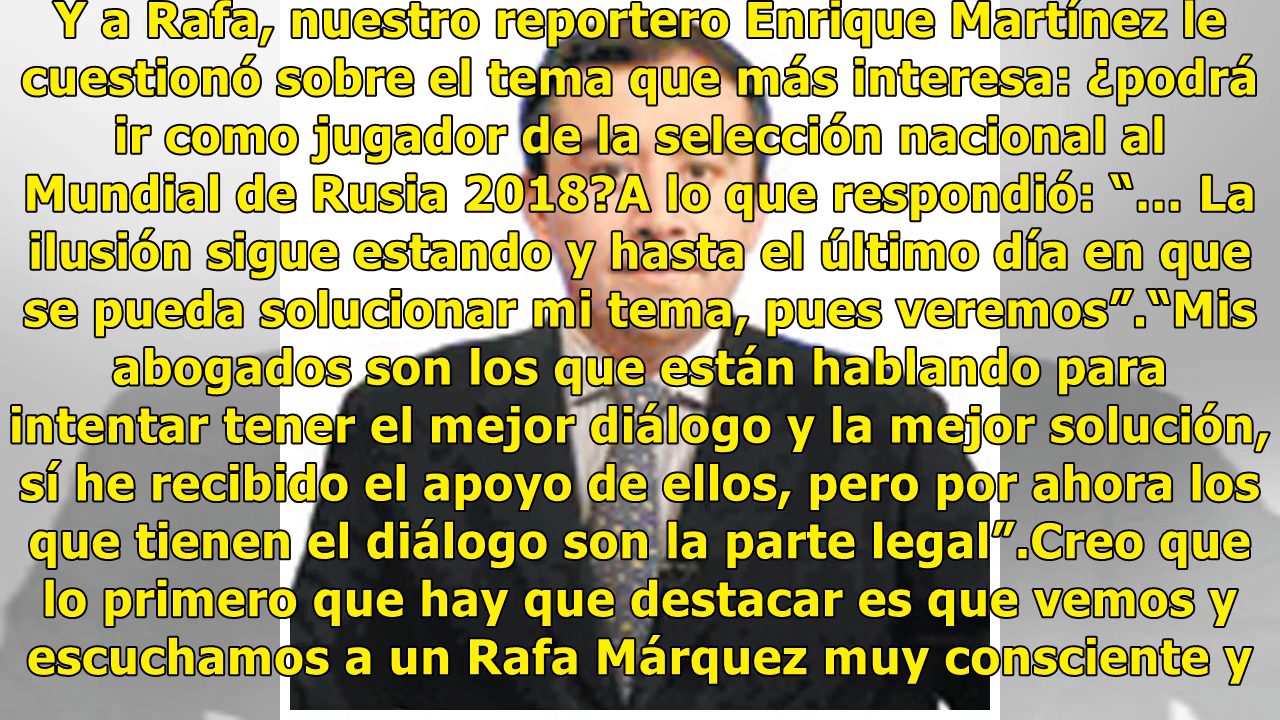 Y a Rafa, nuestro reportero Enrique Martínez le
cuestionó sobre el tema que más interesa: ¿podrá
ir como jugador de la selección nacional al
Mundial de Rusia 2018?A lo que respondió: “... La
ilusión sigue estando y hasta el último día en que
se pueda solucionar mi tema, pues veremos”.“Mis
abogados son los que están hablando para
intentar tener el mejor diálogo y la mejor solución,
sí he recibido el apoyo de ellos, pero por ahora los
que tienen el diálogo son la parte legal”.Creo que
lo primero que hay que destacar es que vemos y
escuchamos a un Rafa Márquez muy consciente y